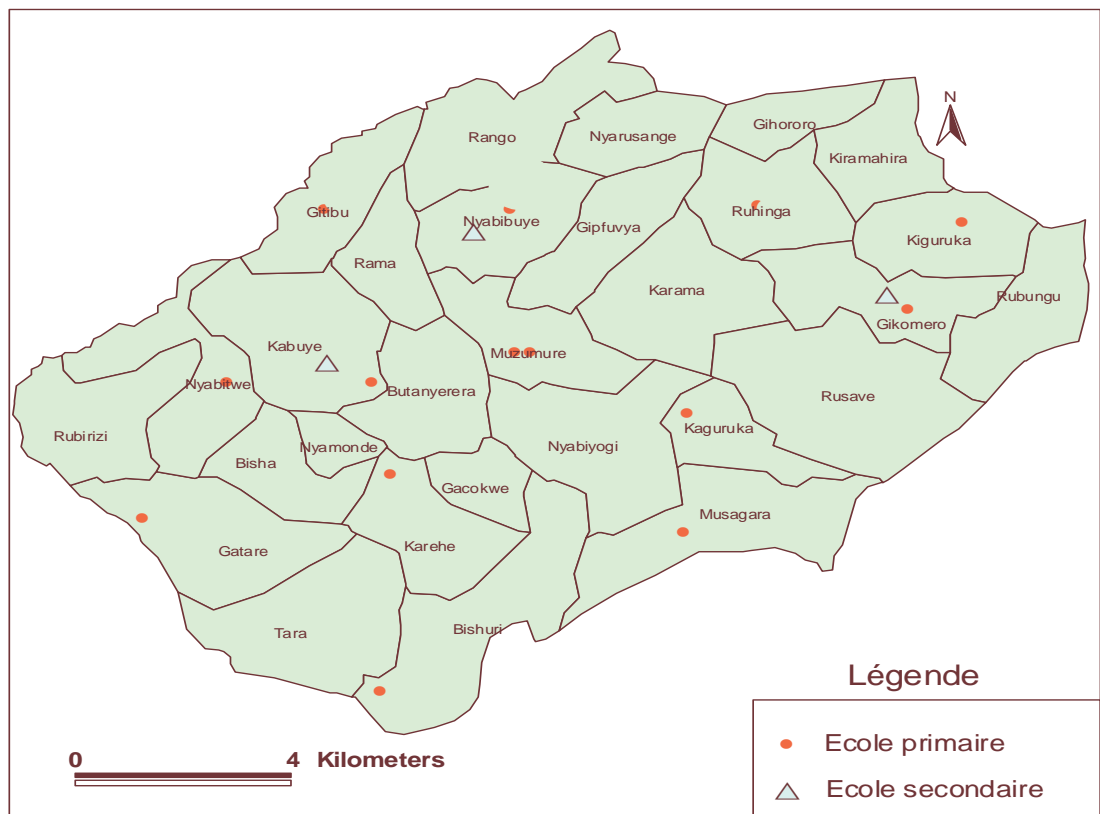 N
Gihororo
Rango
Nyarusange
Kiramahira
Gitibu
Nyabibuye
Gipfuvya
Ruhinga
Kiguruka
Rama
Karama
Rubungu
Gikomero
Kabuye
Muzumure
Nyabitwe
Butanyerera
Rusave
Rubirizi
Kaguruka
Nyamonde
Nyabiyogi
Bisha
Gacokwe
Musagara
Gatare
Karehe
Tara
Bishuri
0 4 Kilometers
Légende
Ecole primaire
Ecole secondaire